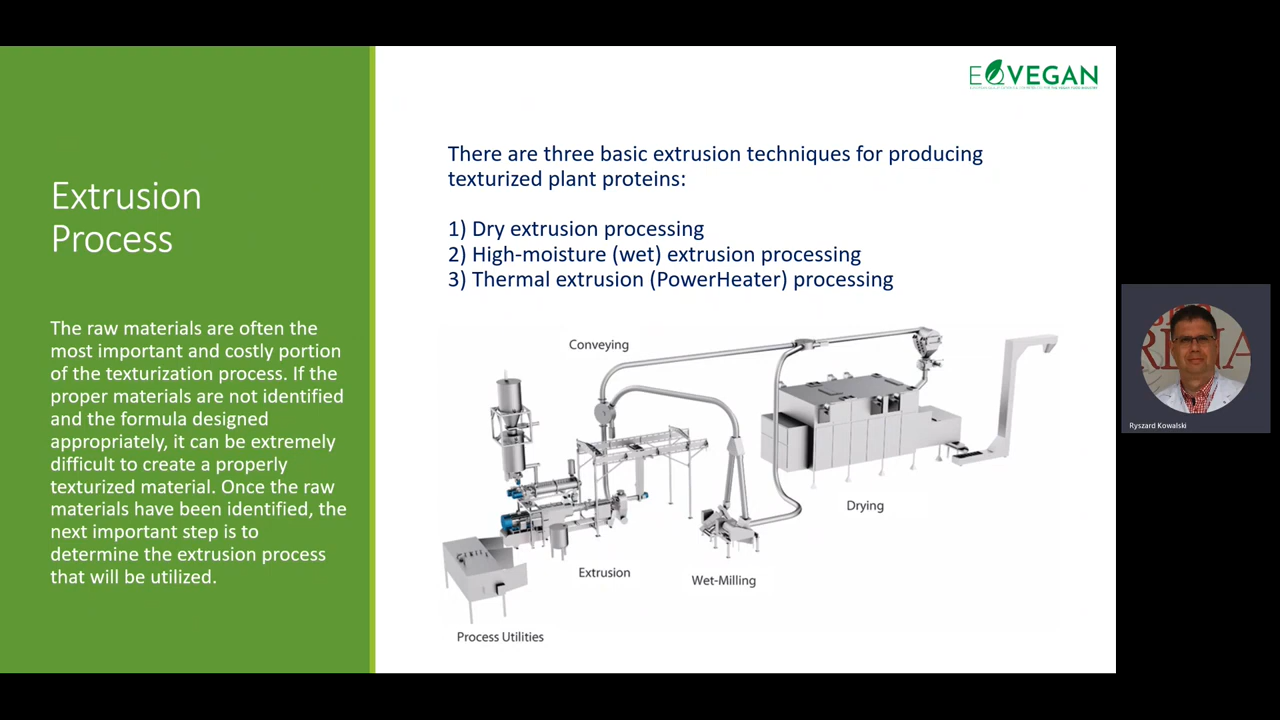 EQVEGAN
Extrusion
Process
The raw materials are often the
most important and costly portion
of the texturization process. If the
proper materials are not identified
and the formula designed
appropriately, it can be extremely
difficult to create a properly
texturized material. Once the raw
materials have been identified, the
next important step is to
determine the extrusion process
that will be utilized.
There are three basic extrusion techniques for producing
texturized plant proteins:
1) Dry extrusion processing
2) High-moisture (wet) extrusion processing
3) Thermal extrusion (PowerHeater) processing
Conveying
Drying
Extrusion
Wet-Milling
Process Utilities
Ryszard Kowalski